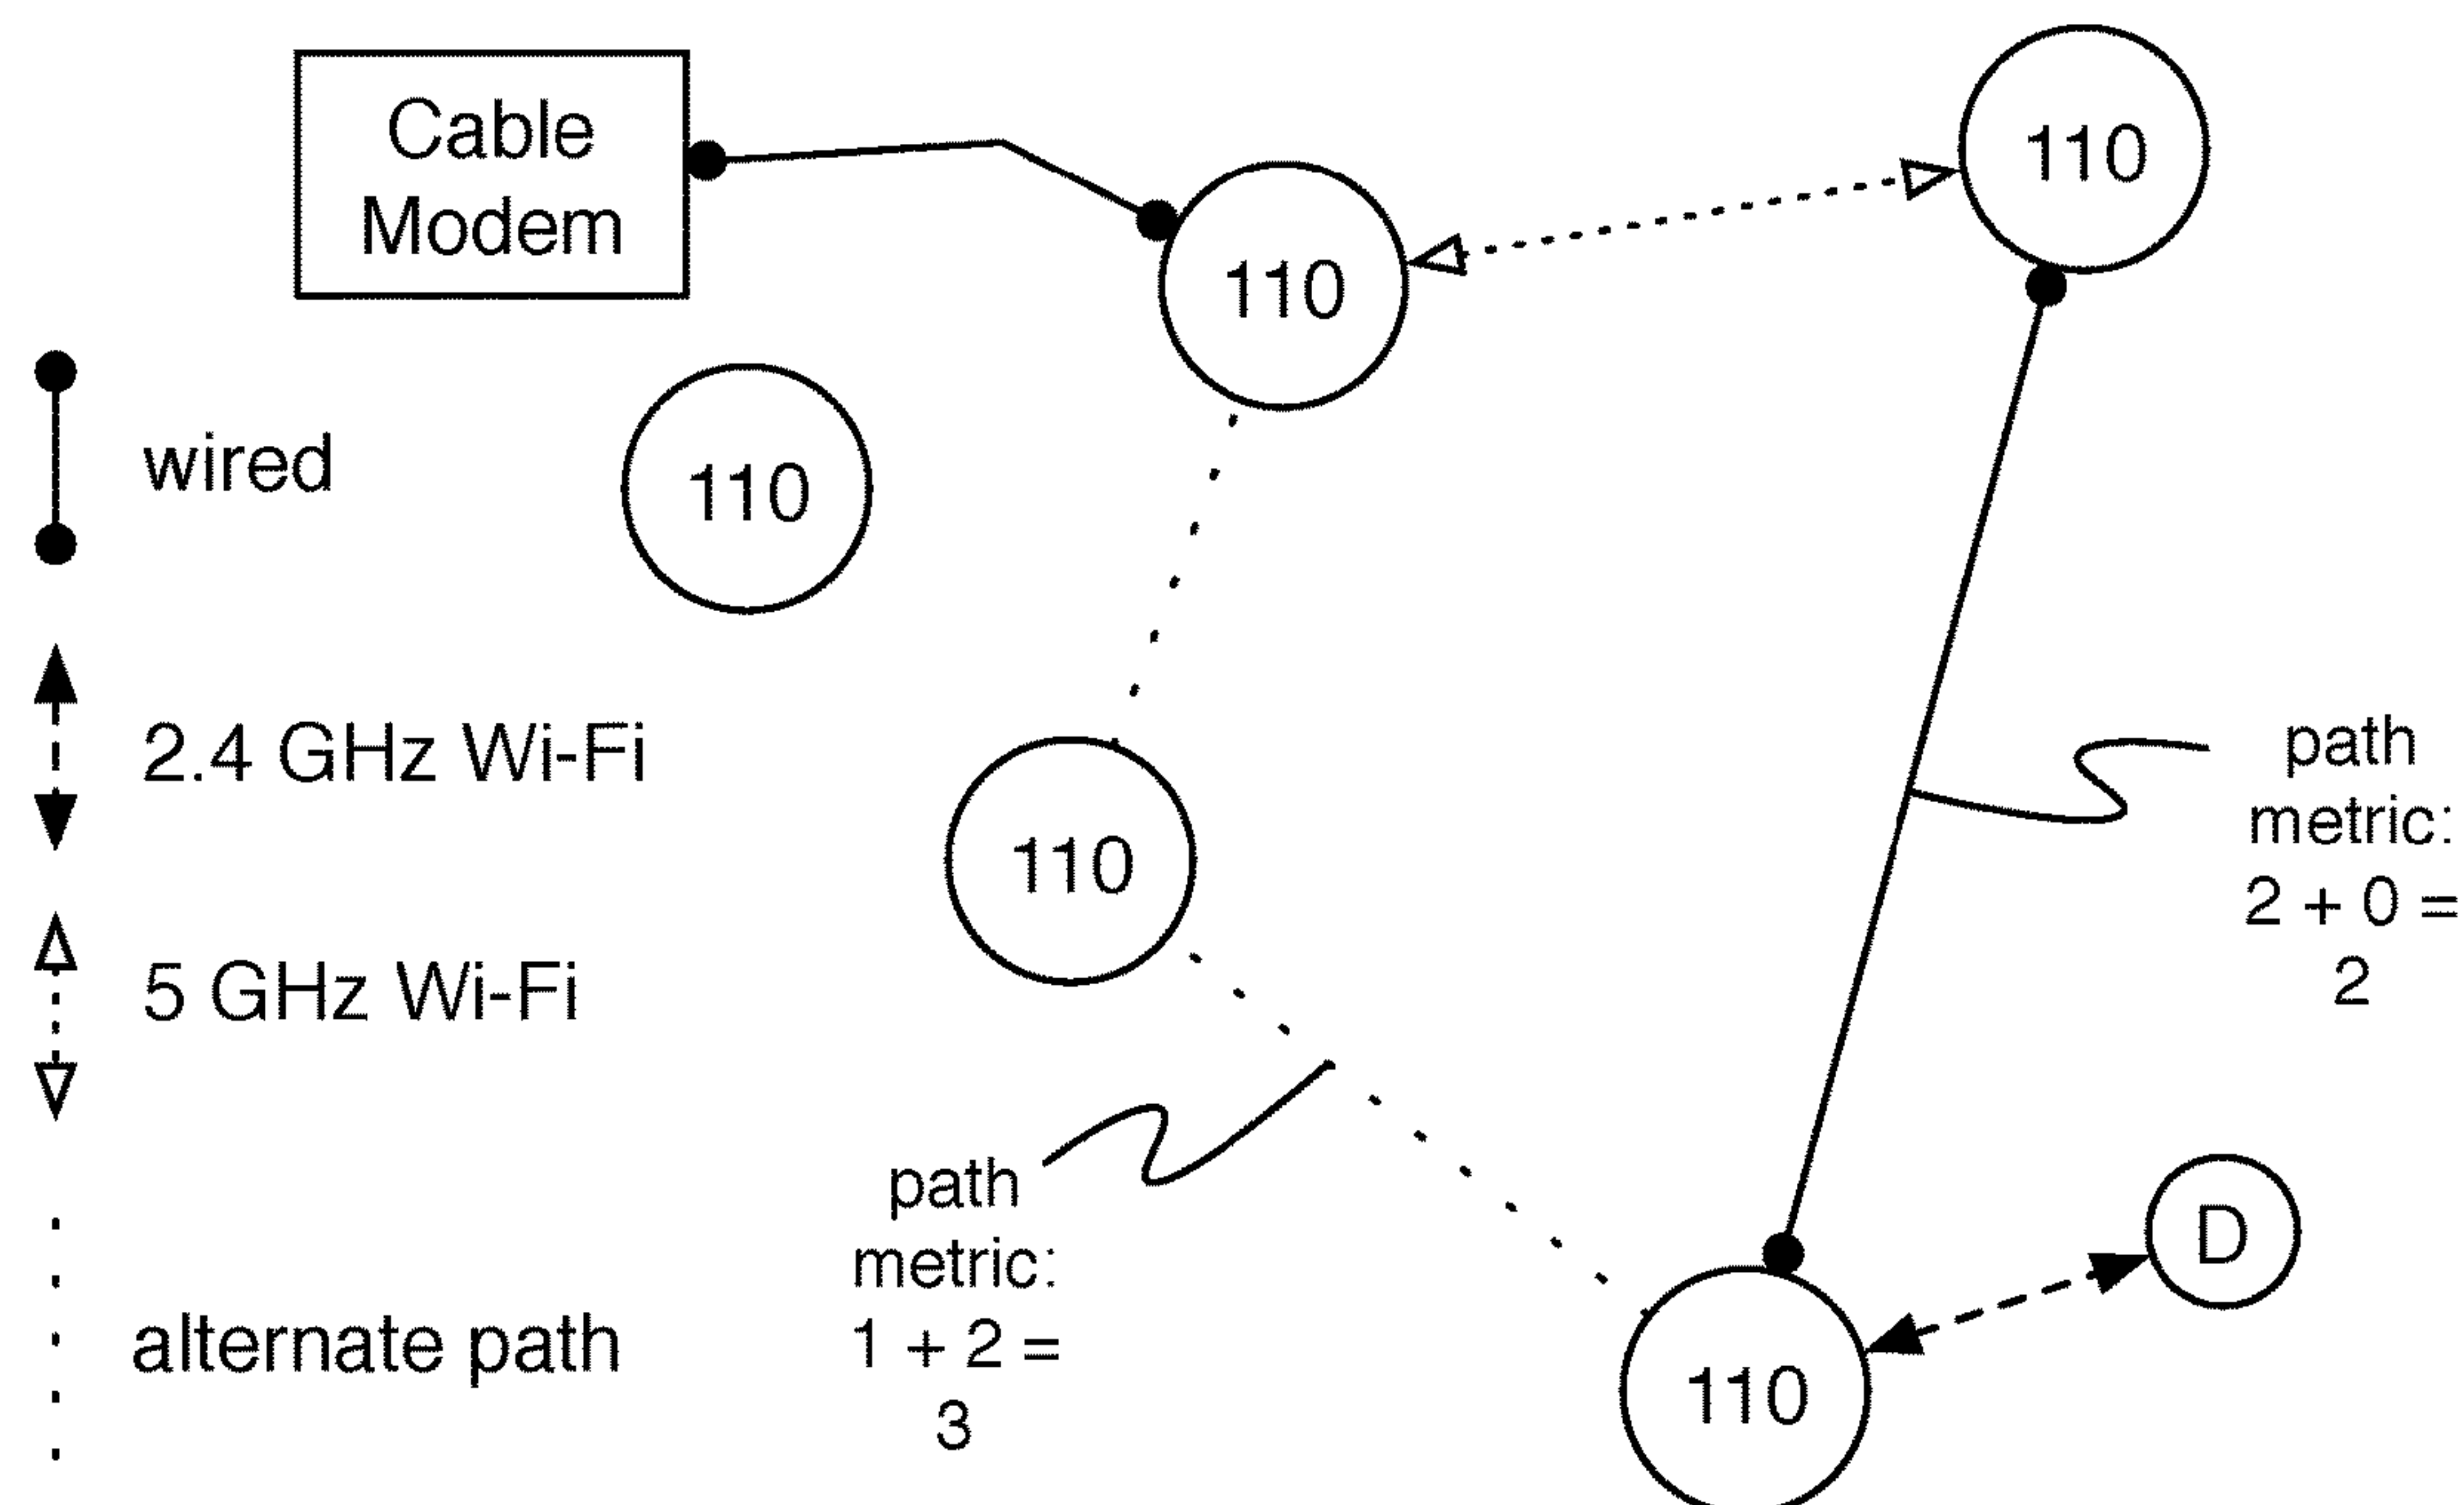 Cable
Modem
110
110
wired
110
2.4 GHz Wi-Fi
path
metric:
2 + 0 =
2
110
5 GHz Wi-Fi
path
metric:
1 + 2 =
3
alternate path
D
110